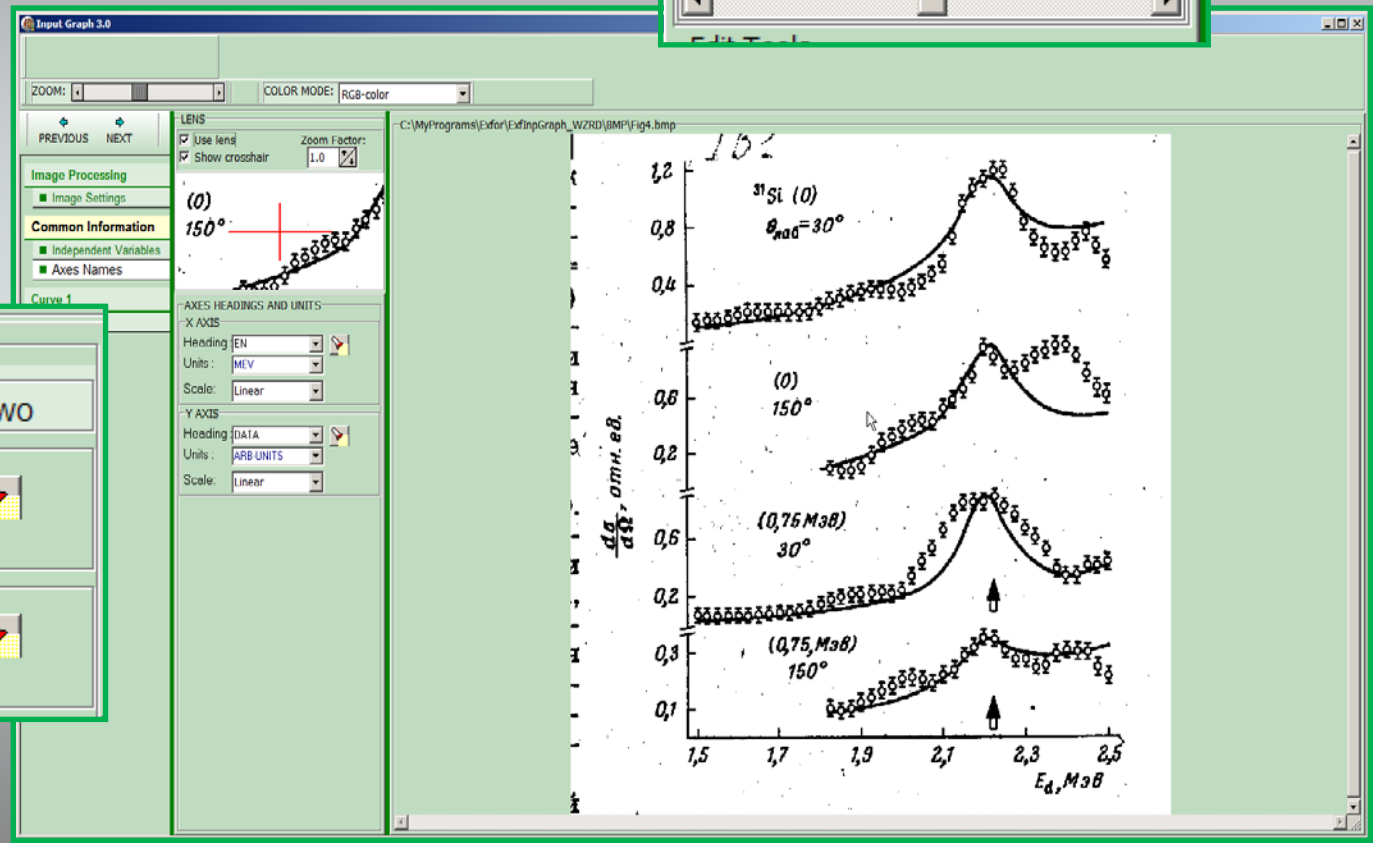 Input Graph 3.0
ZOOM:
COLOR MODE: RGB-color
PREVIOUS NEXT
Image Processing
Image Settings
Common Information
Independent Variables
Axes Names
Curve 1
WO
LENS
Use lens
Zoom Factor:
Show crosshair
1.0
(0)
150°
AXES HEADINGS AND UNITS
X AXIS
Heading: EN
Units: MEV
Scale: Linear
Y AXIS
Heading: DATA
Units: ARB-UNITS
Scale: Linear
C:\MyPrograms\Exfor\ExfInpGraph_WZRD\BMP\Fig4.bmp
1,2
0,8
0,4
³¹Si (0)
θлаб=30°
0,6
0,2
(0)
150°
dσ/dΩ, отн. ед.
0,6
0,2
(0,75 МэВ)
30°
0,3
0,1
(0,75, МэВ)
150°
1,5 1,7 1,9 2,1 2,3 2,5
Ed, МэВ